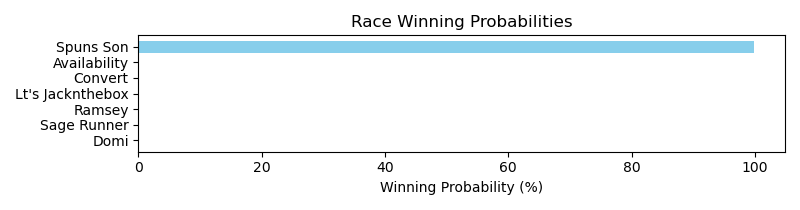 Race Winning Probabilities
Spuns Son
Availability
Convert
Lt's Jacknthebox
Ramsey
Sage Runner
Domi
0 20 40 60 80 100
Winning Probability (%)